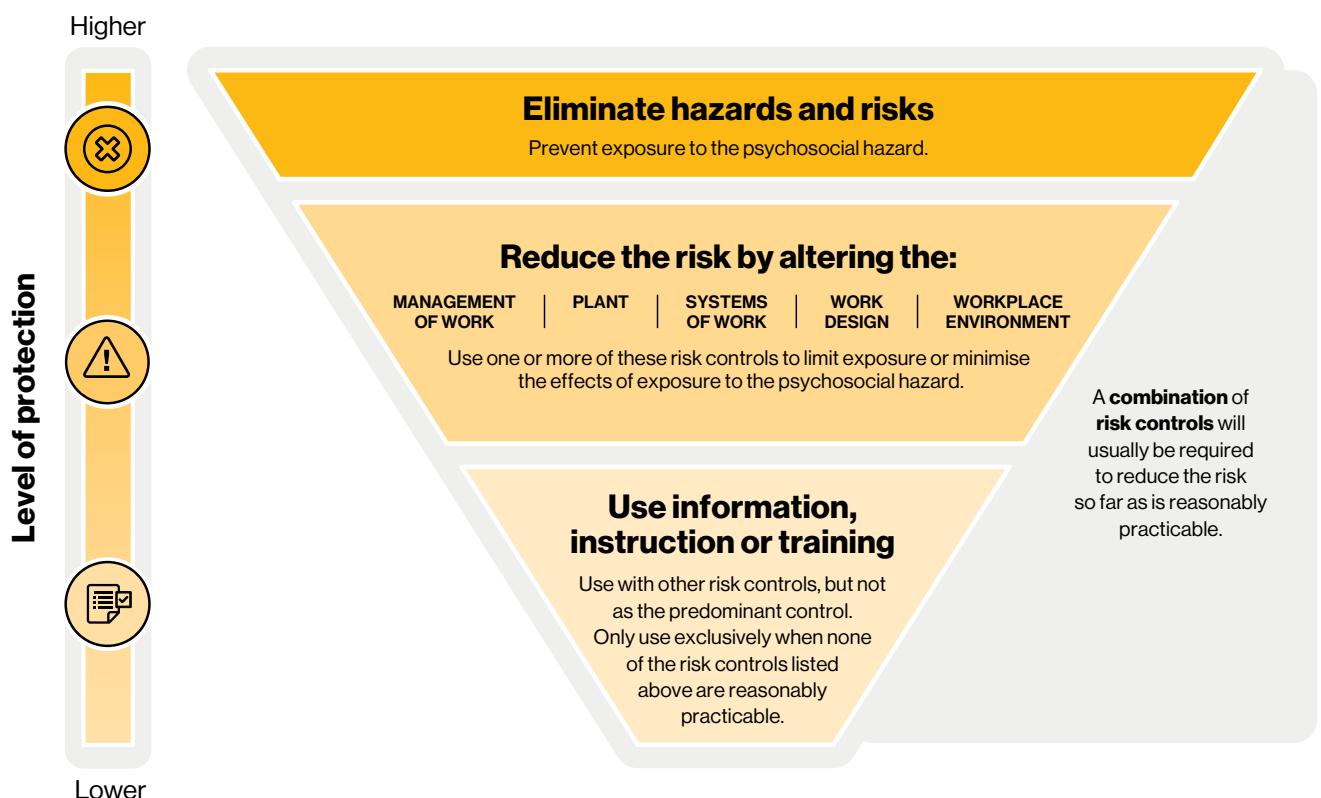 Higher
Level of protection
Lower
Eliminate hazards and risks
Prevent exposure to the psychosocial hazard.
Reduce the risk by altering the:
MANAGEMENT
OF WORK
PLANT
SYSTEMS
OF WORK
WORK
DESIGN
WORKPLACE
ENVIRONMENT
Use one or more of these risk controls to limit exposure or minimise
the effects of exposure to the psychosocial hazard.
Use information,
instruction or training
Use with other risk controls, but not
as the predominant control.
Only use exclusively when none
of the risk controls listed
above are reasonably
practicable.
A combination of
risk controls will
usually be required
to reduce the risk
so far as is reasonably
practicable.